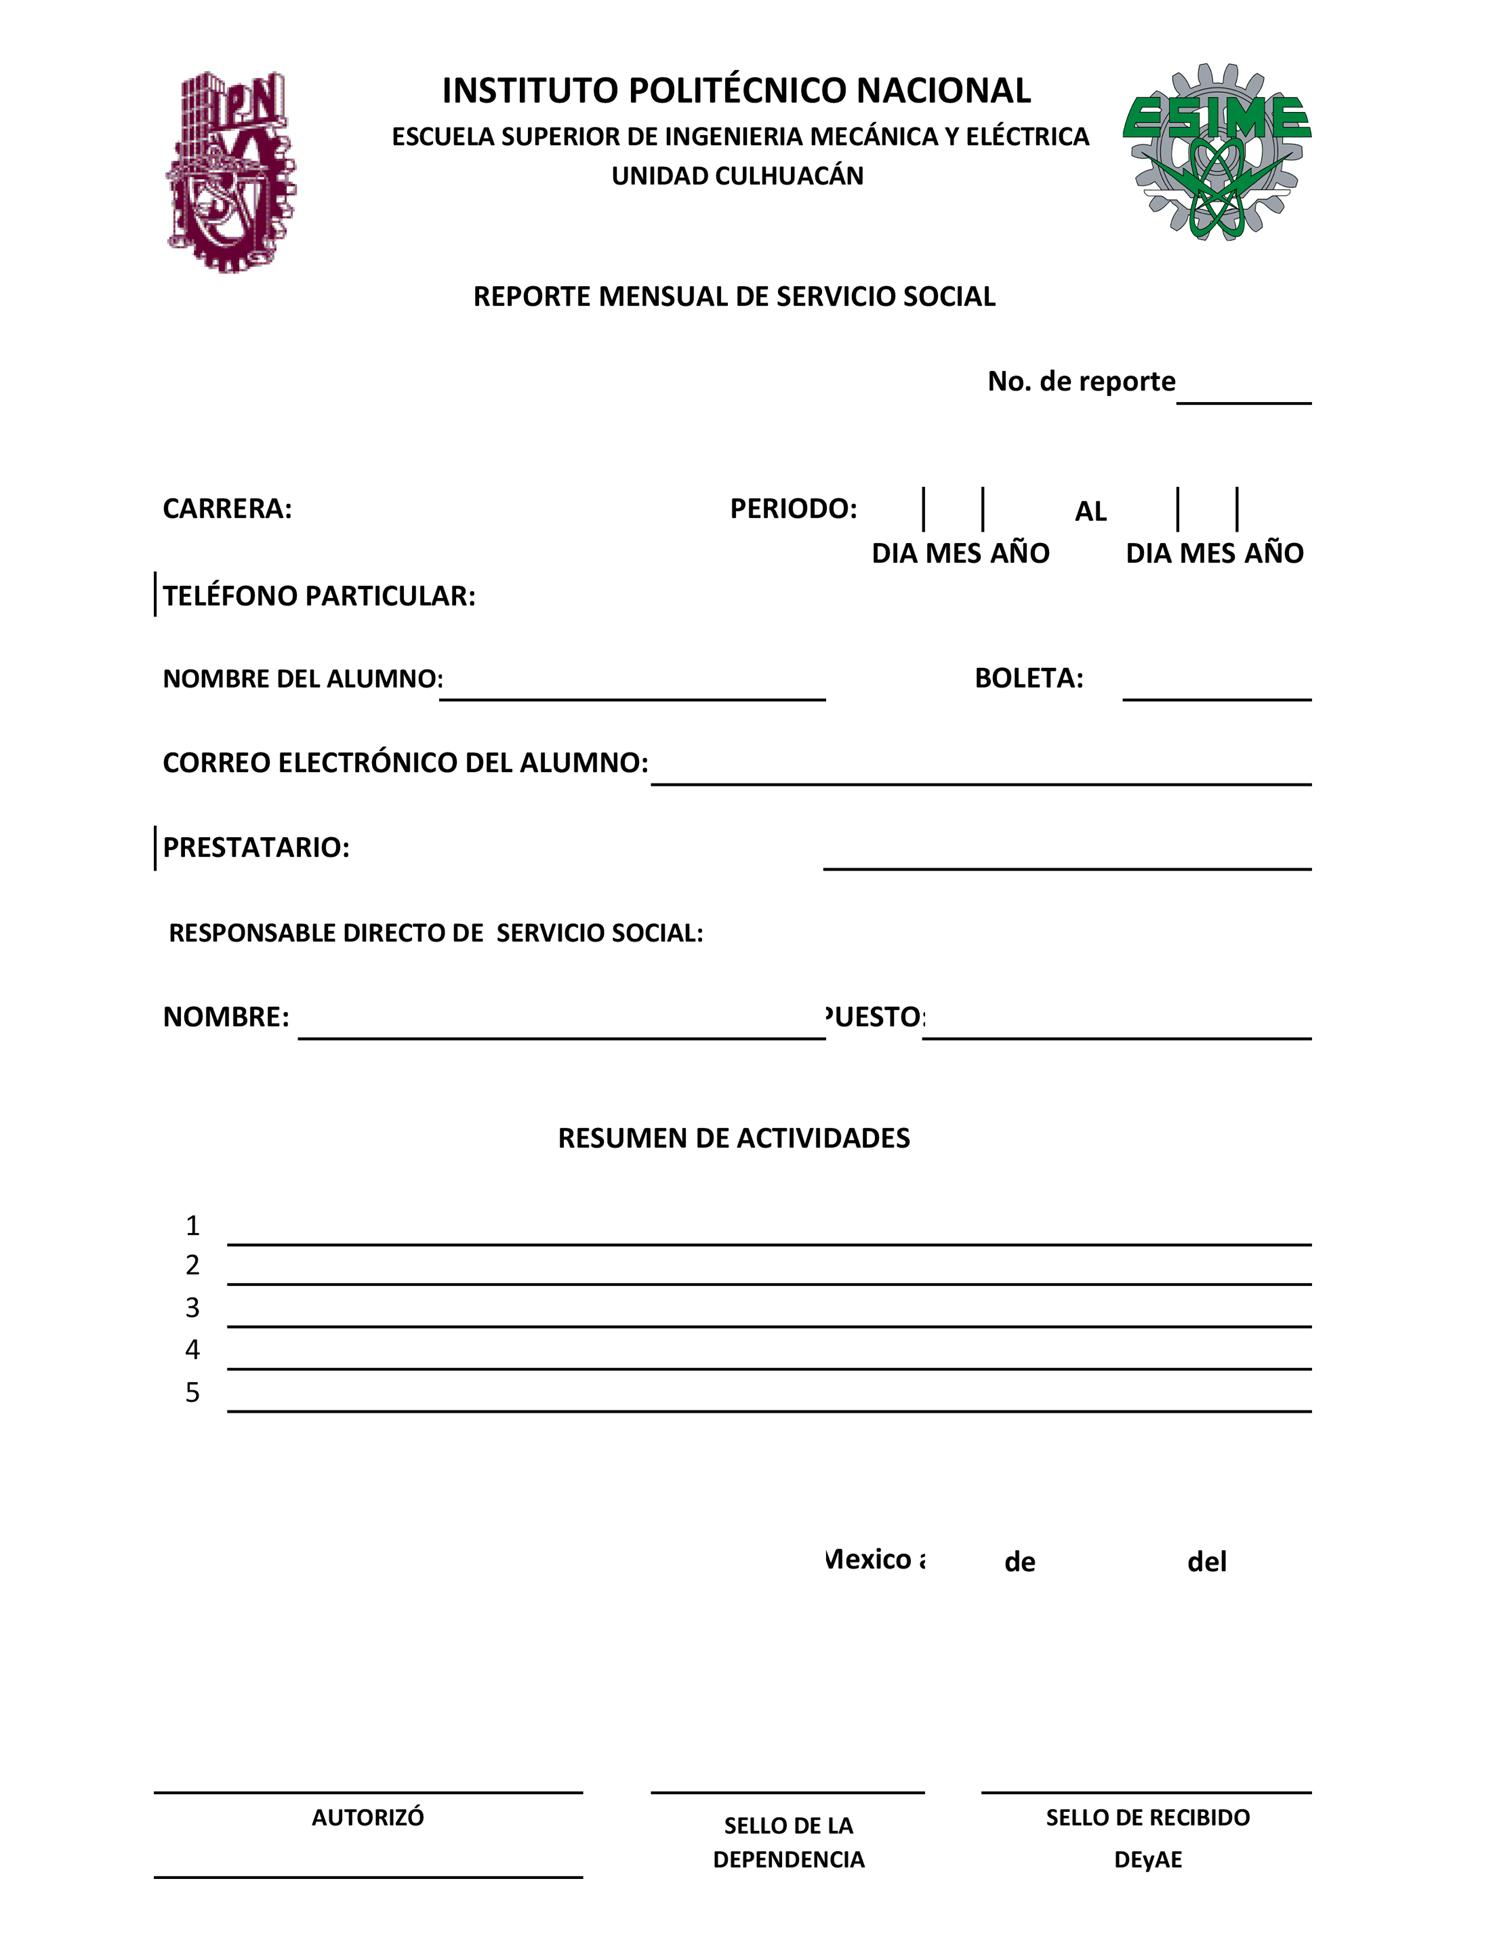 IPN
INSTITUTO POLITÉCNICO NACIONAL
ESCUELA SUPERIOR DE INGENIERIA MECÁNICA Y ELÉCTRICA
UNIDAD CULHUACÁN
ESIME
REPORTE MENSUAL DE SERVICIO SOCIAL
No. de reporte
CARRERA: PERIODO: AL
DIA MES AÑO DIA MES AÑO
TELÉFONO PARTICULAR:
NOMBRE DEL ALUMNO: BOLETA:
CORREO ELECTRÓNICO DEL ALUMNO:
PRESTATARIO:
RESPONSABLE DIRECTO DE SERVICIO SOCIAL:
NOMBRE: PUESTO:
RESUMEN DE ACTIVIDADES
1
2
3
4
5
Mexico a de del
AUTORIZÓ SELLO DE LA SELLO DE RECIBIDO
DEPENDENCIA DEyAE